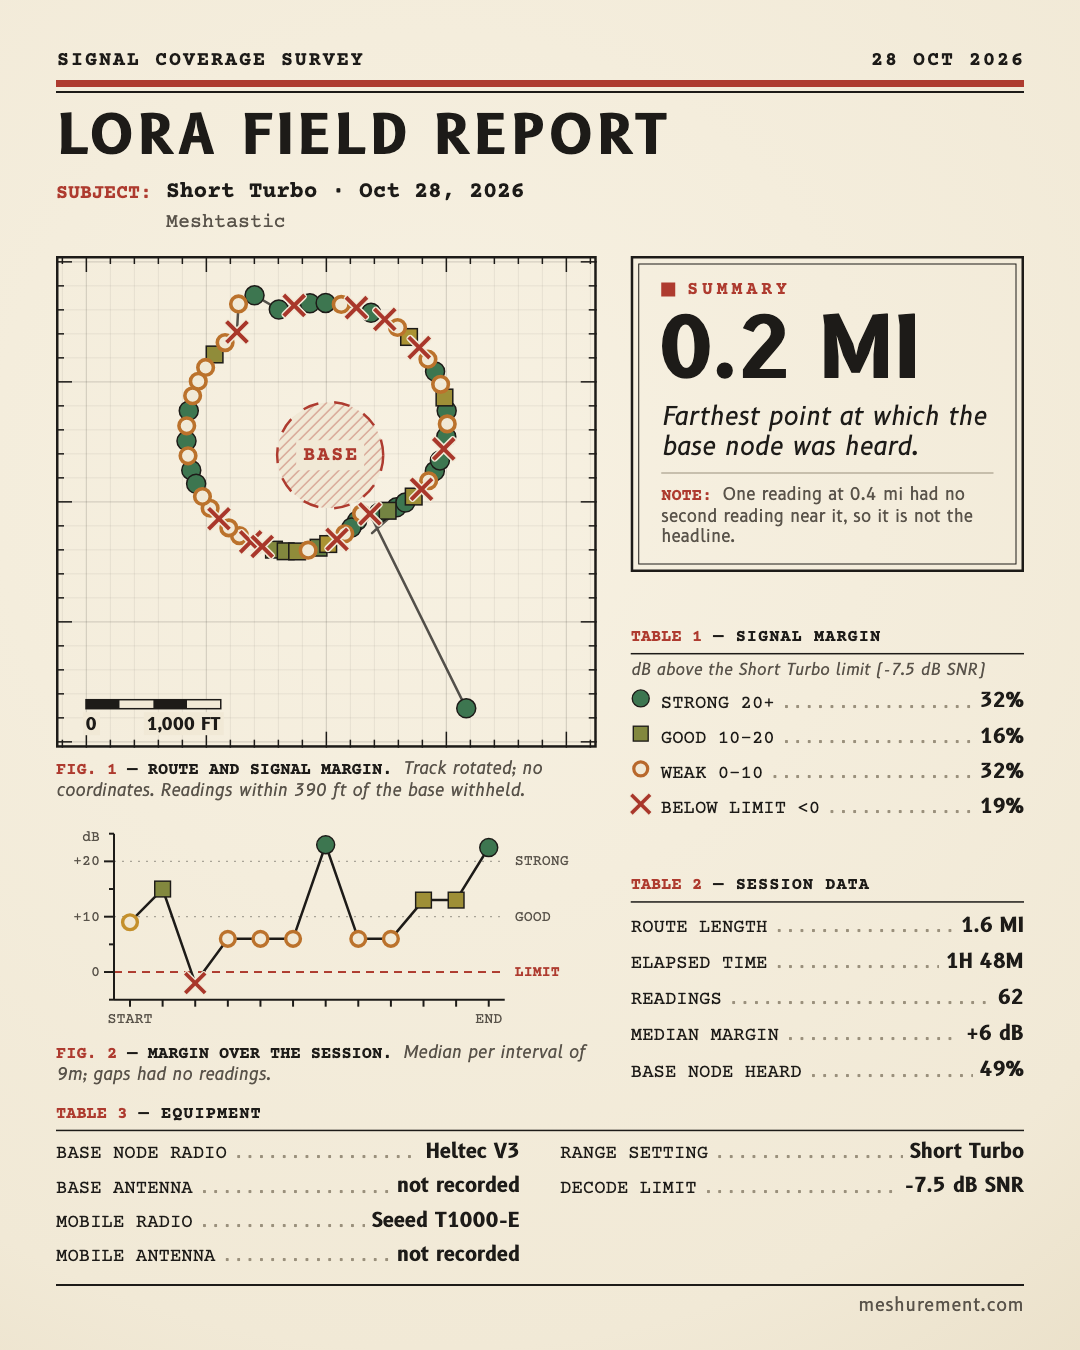 SIGNAL COVERAGE SURVEY
28 OCT 2026
LORA FIELD REPORT
SUBJECT: Short Turbo · Oct 28, 2026
Meshtastic
BASE
0 1,000 FT
FIG. 1 — ROUTE AND SIGNAL MARGIN. Track rotated; no
coordinates. Readings within 390 ft of the base withheld.
SUMMARY
0.2 MI
Farthest point at which the
base node was heard.
NOTE: One reading at 0.4 mi had no
second reading near it, so it is not the
headline.
TABLE 1 — SIGNAL MARGIN
dB above the Short Turbo limit (-7.5 dB SNR)
STRONG 20+ 32%
GOOD 10–20 16%
WEAK 0–10 32%
BELOW LIMIT <0 19%
dB
+20 STRONG
+10 GOOD
0 LIMIT
START END
FIG. 2 — MARGIN OVER THE SESSION. Median per interval of
9m; gaps had no readings.
TABLE 2 — SESSION DATA
ROUTE LENGTH 1.6 MI
ELAPSED TIME 1H 48M
READINGS 62
MEDIAN MARGIN +6 dB
BASE NODE HEARD 49%
TABLE 3 — EQUIPMENT
BASE NODE RADIO Heltec V3
BASE ANTENNA not recorded
MOBILE RADIO Seeed T1000-E
MOBILE ANTENNA not recorded
RANGE SETTING Short Turbo
DECODE LIMIT -7.5 dB SNR
meshurement.com